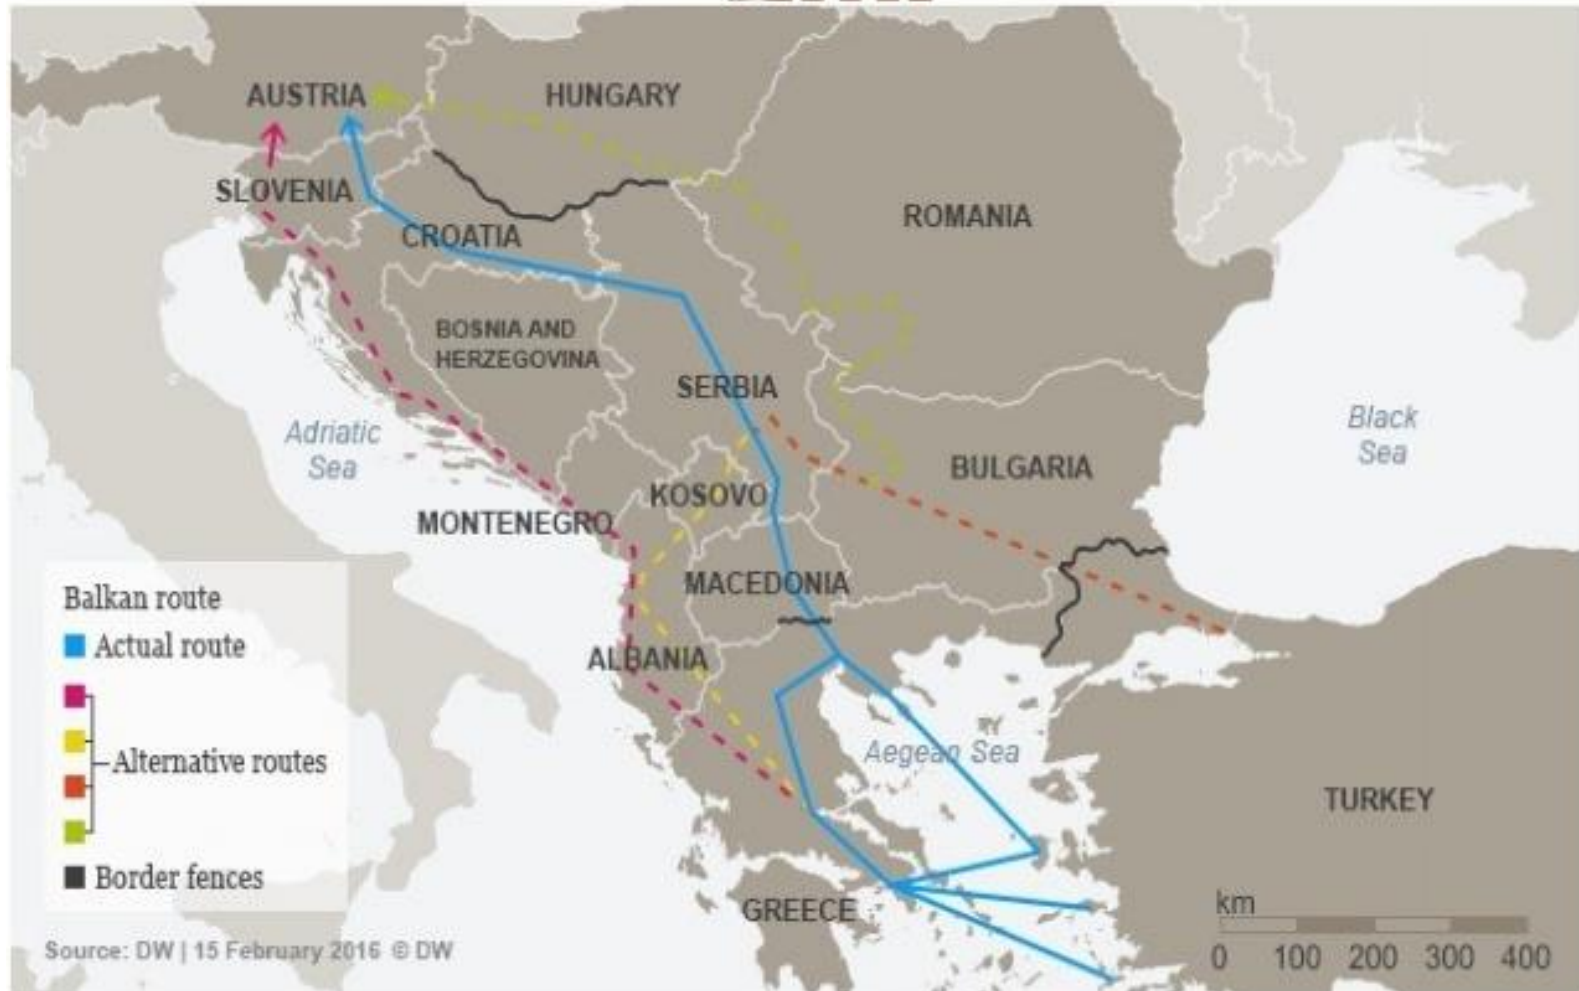 AUSTRIA
HUNGARY
SLOVENIA
CROATIA
ROMANIA
BOSNIA AND
HERZEGOVINA
SERBIA
Adriatic
Sea
Black
Sea
BULGARIA
KOSOVO
MONTENEGRO
MACEDONIA
ALBANIA
Aegean Sea
TURKEY
GREECE
Balkan route
Actual route
Alternative routes
Border fences
Source: DW | 15 February 2016 © DW
km
0 100 200 300 400